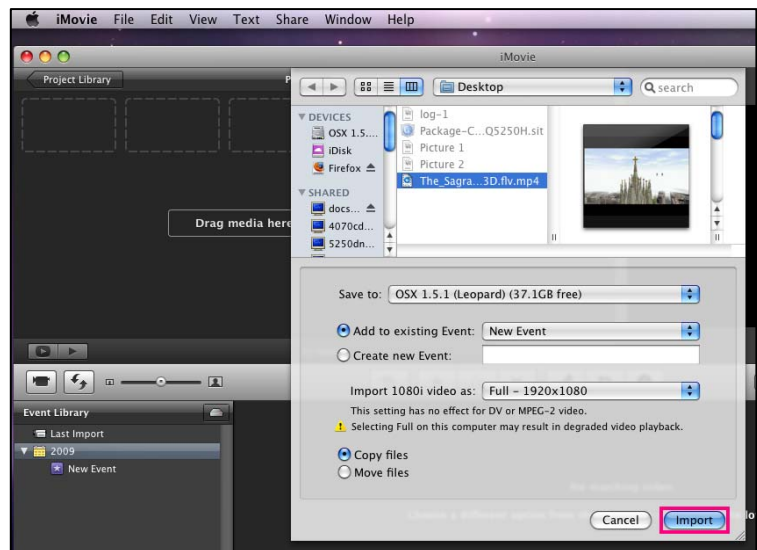 iMovie File Edit View Text Share Window Help
iMovie
Project Library
P
Desktop
search
DEVICES
OSX 1.5....
iDisk
Firefox
SHARED
docs...
4070cd...
5250dn...
log-1
Package-C...Q5250H.sit
Picture 1
Picture 2
The_Sagra...3D.flv.mp4
Drag media here
Save to: OSX 1.5.1 (Leopard) (37.1GB free)
Add to existing Event: New Event
Create new Event:
Import 1080i video as: Full – 1920x1080
This setting has no effect for DV or MPEG-2 video.
Selecting Full on this computer may result in degraded video playback.
Copy files
Move files
Cancel Import
lo
Event Library
Last Import
2009
New Event